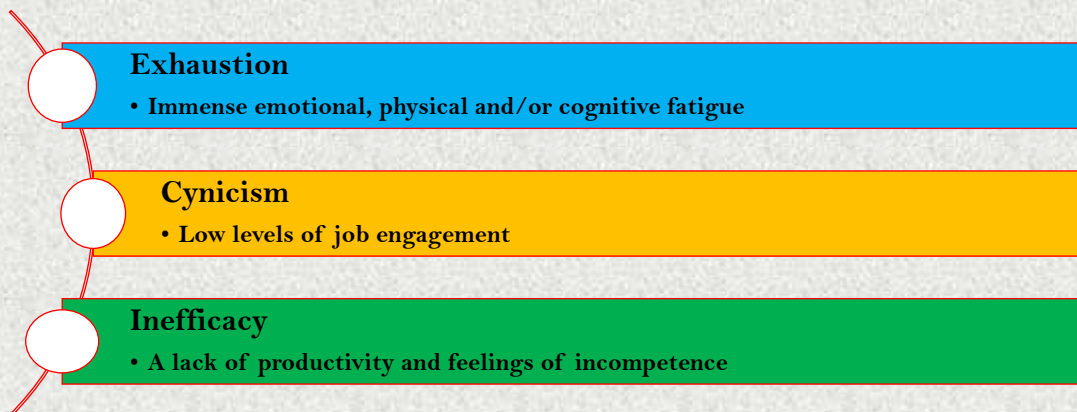 Exhaustion
• Immense emotional, physical and/or cognitive fatigue
Cynicism
• Low levels of job engagement
Inefficacy
• A lack of productivity and feelings of incompetence